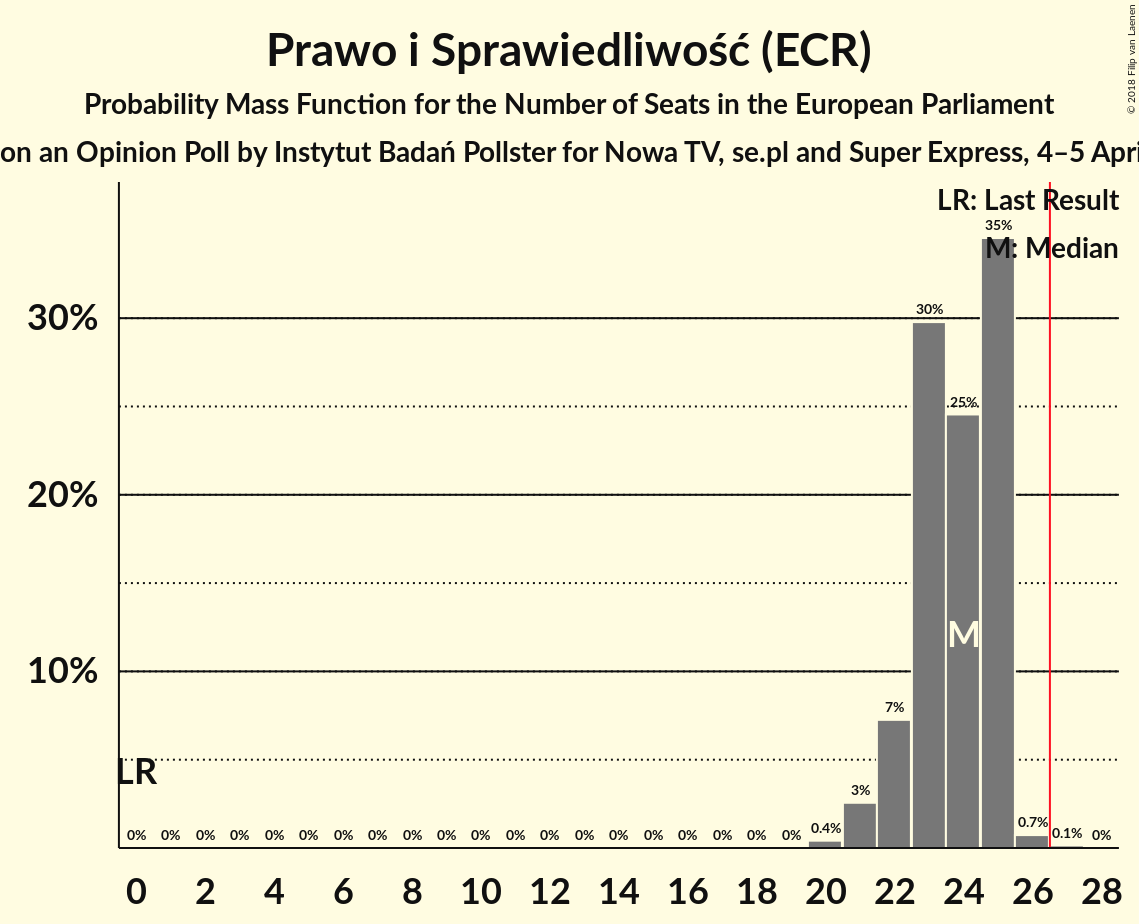 Prawo i Sprawiedliwość (ECR)
Probability Mass Function for the Number of Seats in the European Parliament
on an Opinion Poll by Instytut Badań Pollster for Nowa TV, se.pl and Super Express, 4–5 Apri
© 2018 Filip van Laenen
LR: Last Result
M: Median
35%
30%
30%
25%
20%
M
10%
7%
LR
3%
0% 0% 0% 0% 0% 0% 0% 0% 0% 0% 0% 0% 0% 0% 0% 0% 0% 0% 0% 0% 0.4% 0.7% 0.1% 0%
0 2 4 6 8 10 12 14 16 18 20 22 24 26 28